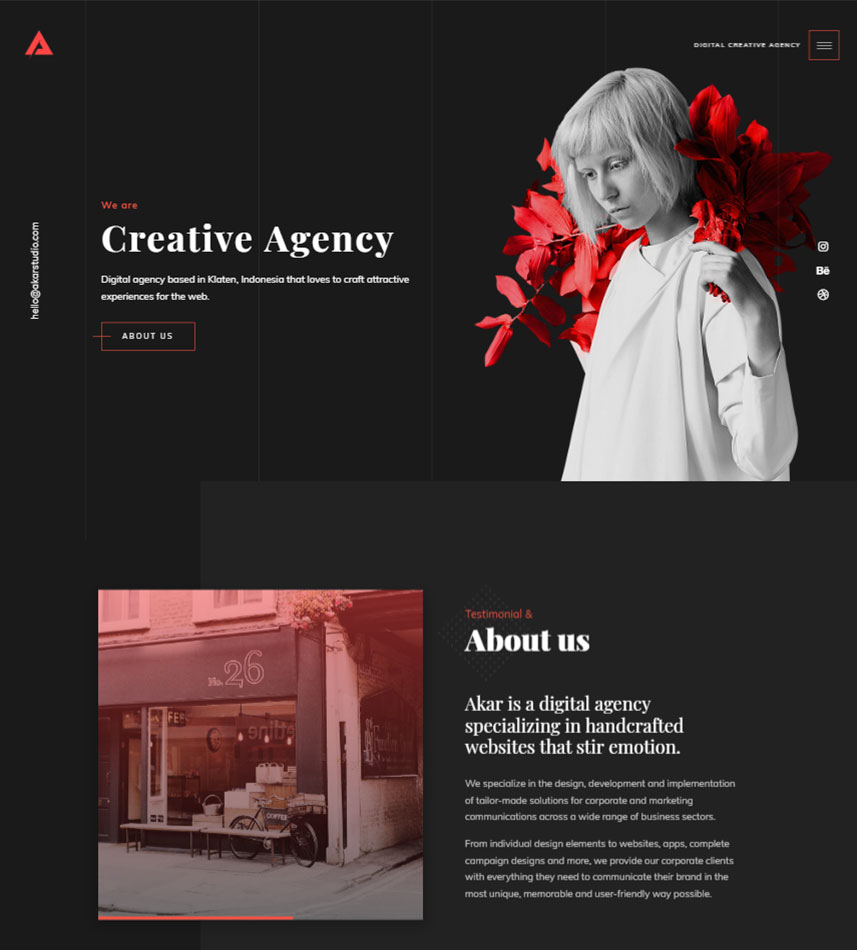 DIGITAL CREATIVE AGENCY
hello@akarstudio.com
We are
Creative Agency
Digital agency based in Klaten, Indonesia that loves to craft attractive
experiences for the web.
ABOUT US
Bē
No. 26
COFFEE
Testimonial &
About us
Akar is a digital agency
specializing in handcrafted
websites that stir emotion.
We specialize in the design, development and implementation
of tailor-made solutions for corporate and marketing
communications across a wide range of business sectors.
From individual design elements to websites, apps, complete
campaign designs and more, we provide our corporate clients
with everything they need to communicate their brand in the
most unique, memorable and user-friendly way possible.